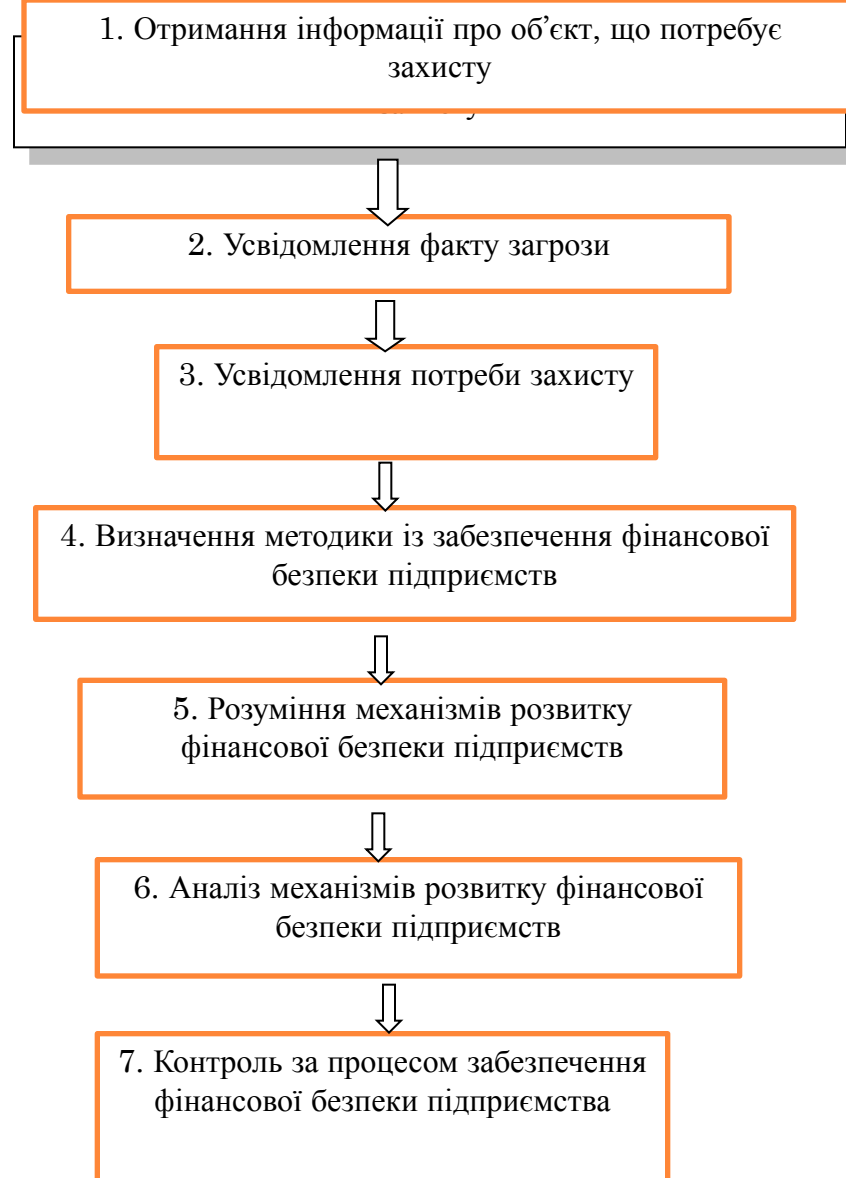 1. Отримання інформації про об’єкт, що потребує
захисту
2. Усвідомлення факту загрози
3. Усвідомлення потреби захисту
4. Визначення методики із забезпечення фінансової
безпеки підприємств
5. Розуміння механізмів розвитку
фінансової безпеки підприємств
6. Аналіз механізмів розвитку фінансової
безпеки підприємств
7. Контроль за процесом забезпечення
фінансової безпеки підприємства